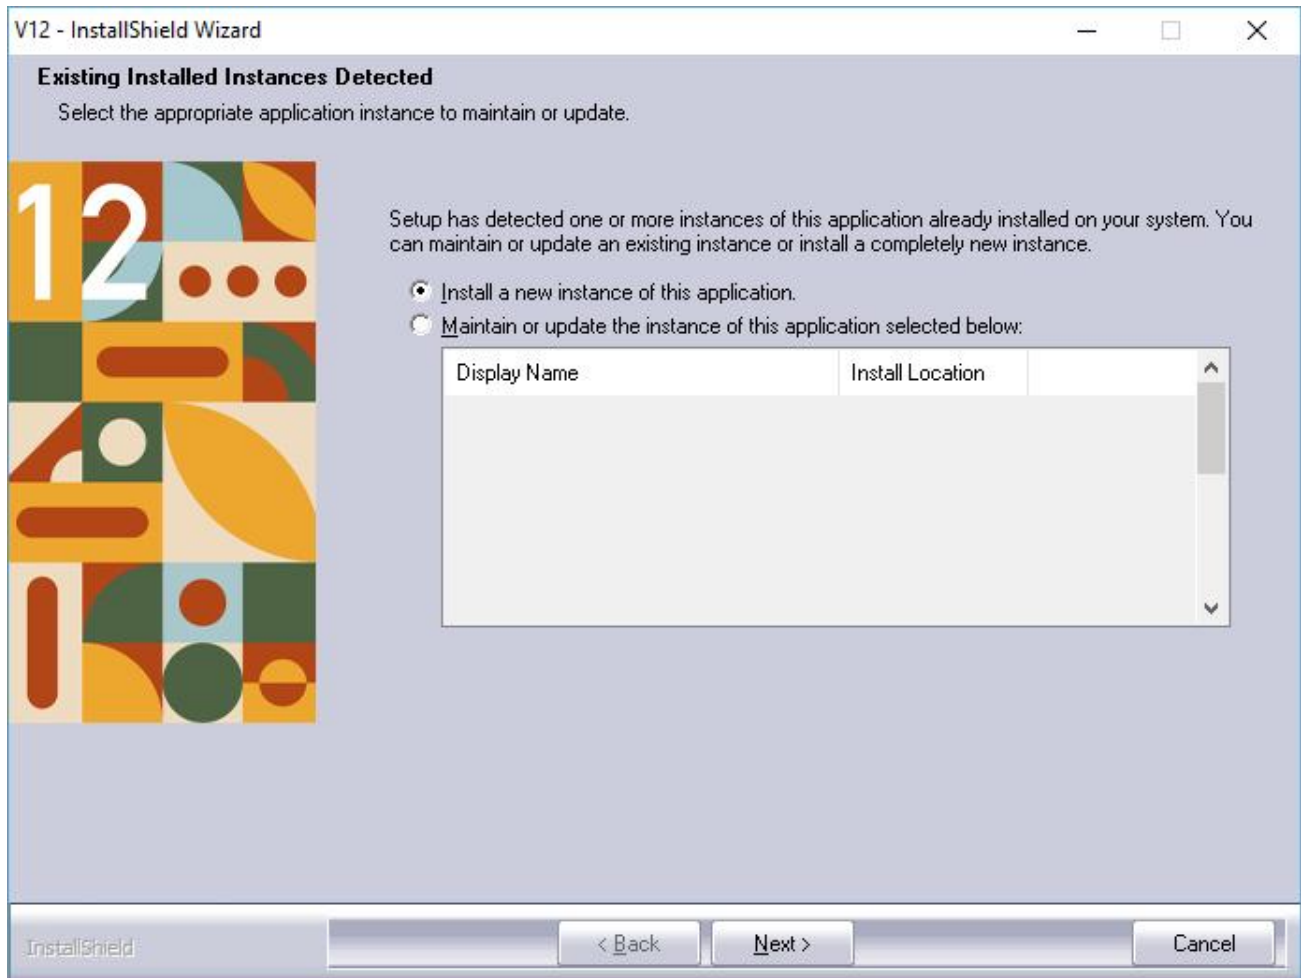 V12 - InstallShield Wizard
Existing Installed Instances Detected
Select the appropriate application instance to maintain or update.
12
Setup has detected one or more instances of this application already installed on your system. You
can maintain or update an existing instance or install a completely new instance.
Install a new instance of this application.
Maintain or update the instance of this application selected below:
Display Name Install Location
InstallShield < Back Next > Cancel